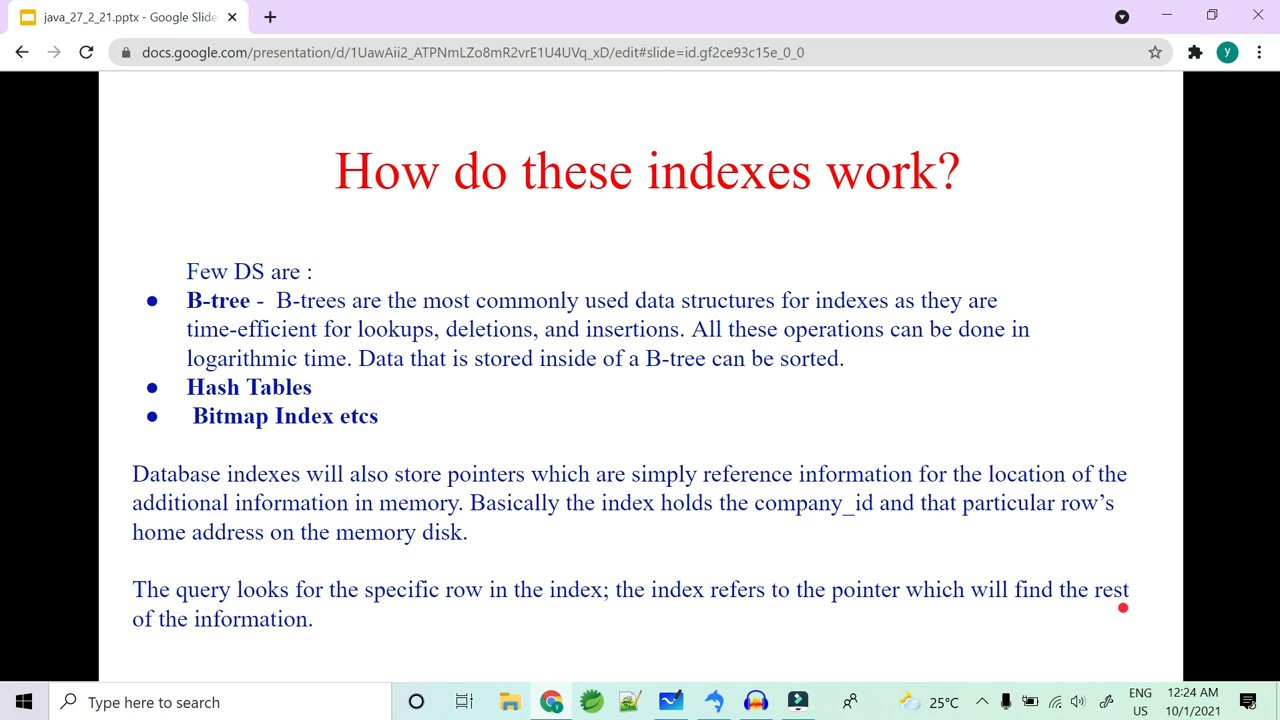 java_27_2_21.pptx - Google Slide
docs.google.com/presentation/d/1UawAii2_ATPNmLZo8mR2vrE1U4UVq_xD/edit#slide=id.gf2ce93c15e_0_0
y
How do these indexes work?
Few DS are :
● B-tree - B-trees are the most commonly used data structures for indexes as they are
time-efficient for lookups, deletions, and insertions. All these operations can be done in
logarithmic time. Data that is stored inside of a B-tree can be sorted.
● Hash Tables
● Bitmap Index etcs
Database indexes will also store pointers which are simply reference information for the location of the
additional information in memory. Basically the index holds the company_id and that particular row’s
home address on the memory disk.
The query looks for the specific row in the index; the index refers to the pointer which will find the rest
of the information.
Type here to search
25°C
ENG
US
12:24 AM
10/1/2021